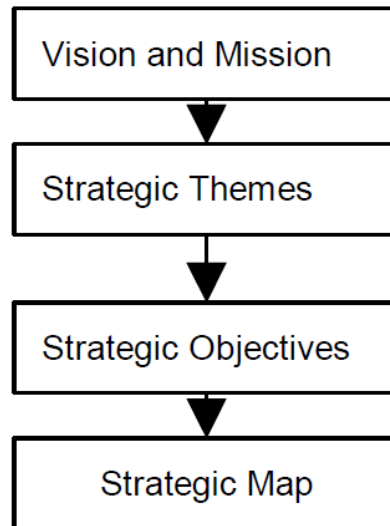 Vision and Mission
Strategic Themes
Strategic Objectives
Strategic Map